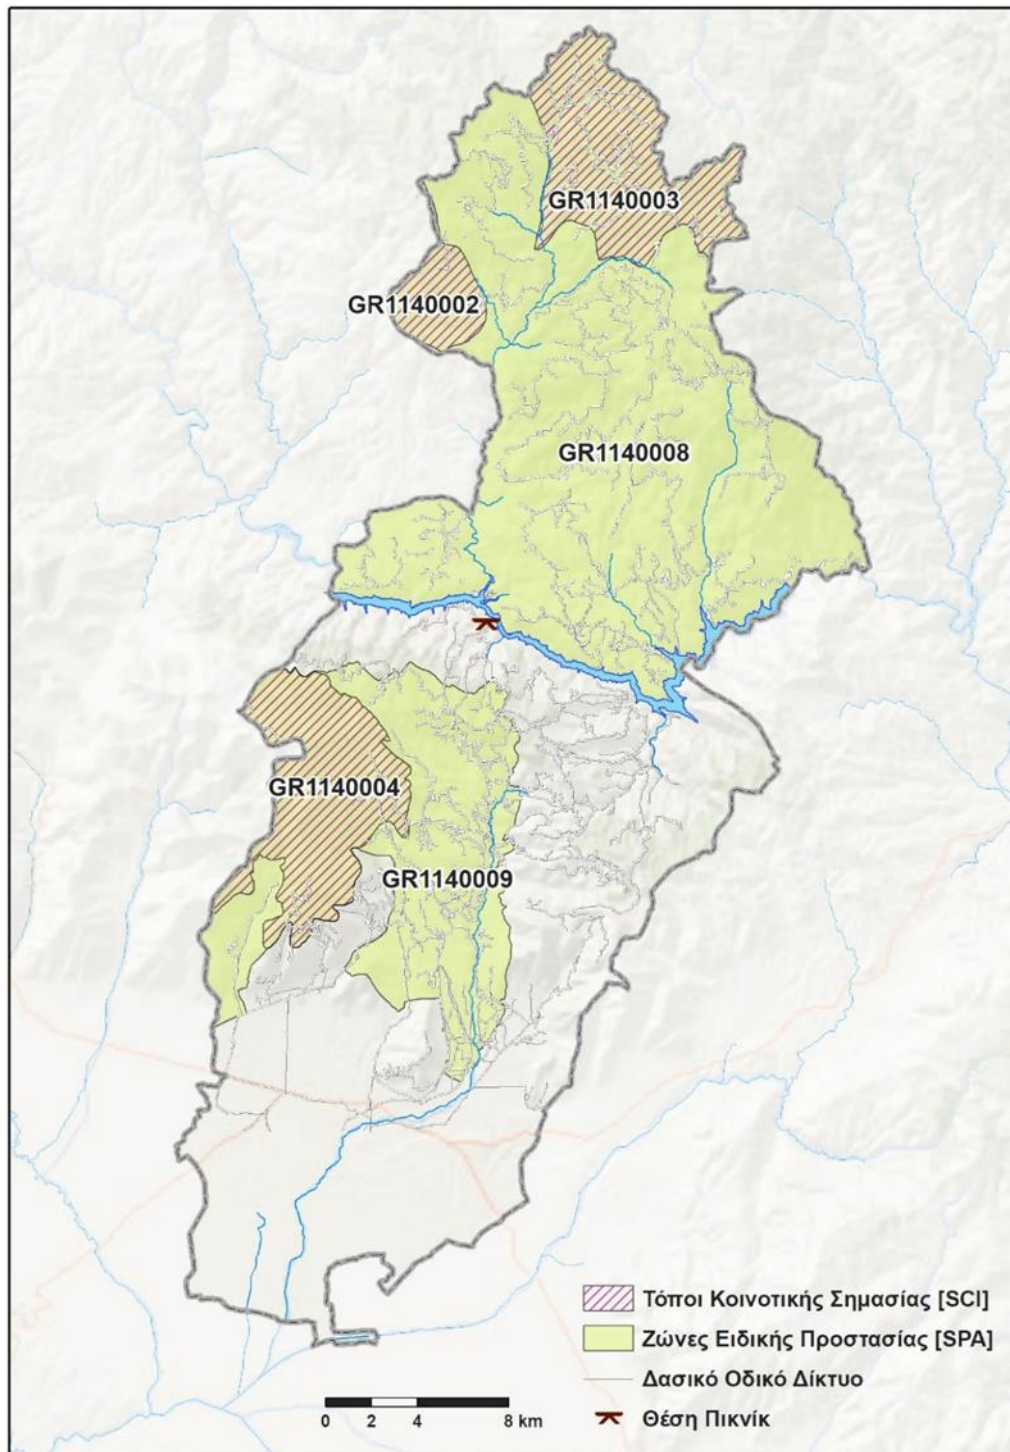 GR1140003
GR1140002
GR1140008
GR1140004
GR1140009
Τόποι Κοινοτικής Σημασίας [SCI]
Ζώνες Ειδικής Προστασίας [SPA]
Δασικό Οδικό Δίκτυο
Θέση Πικνίκ
0 2 4 8 km